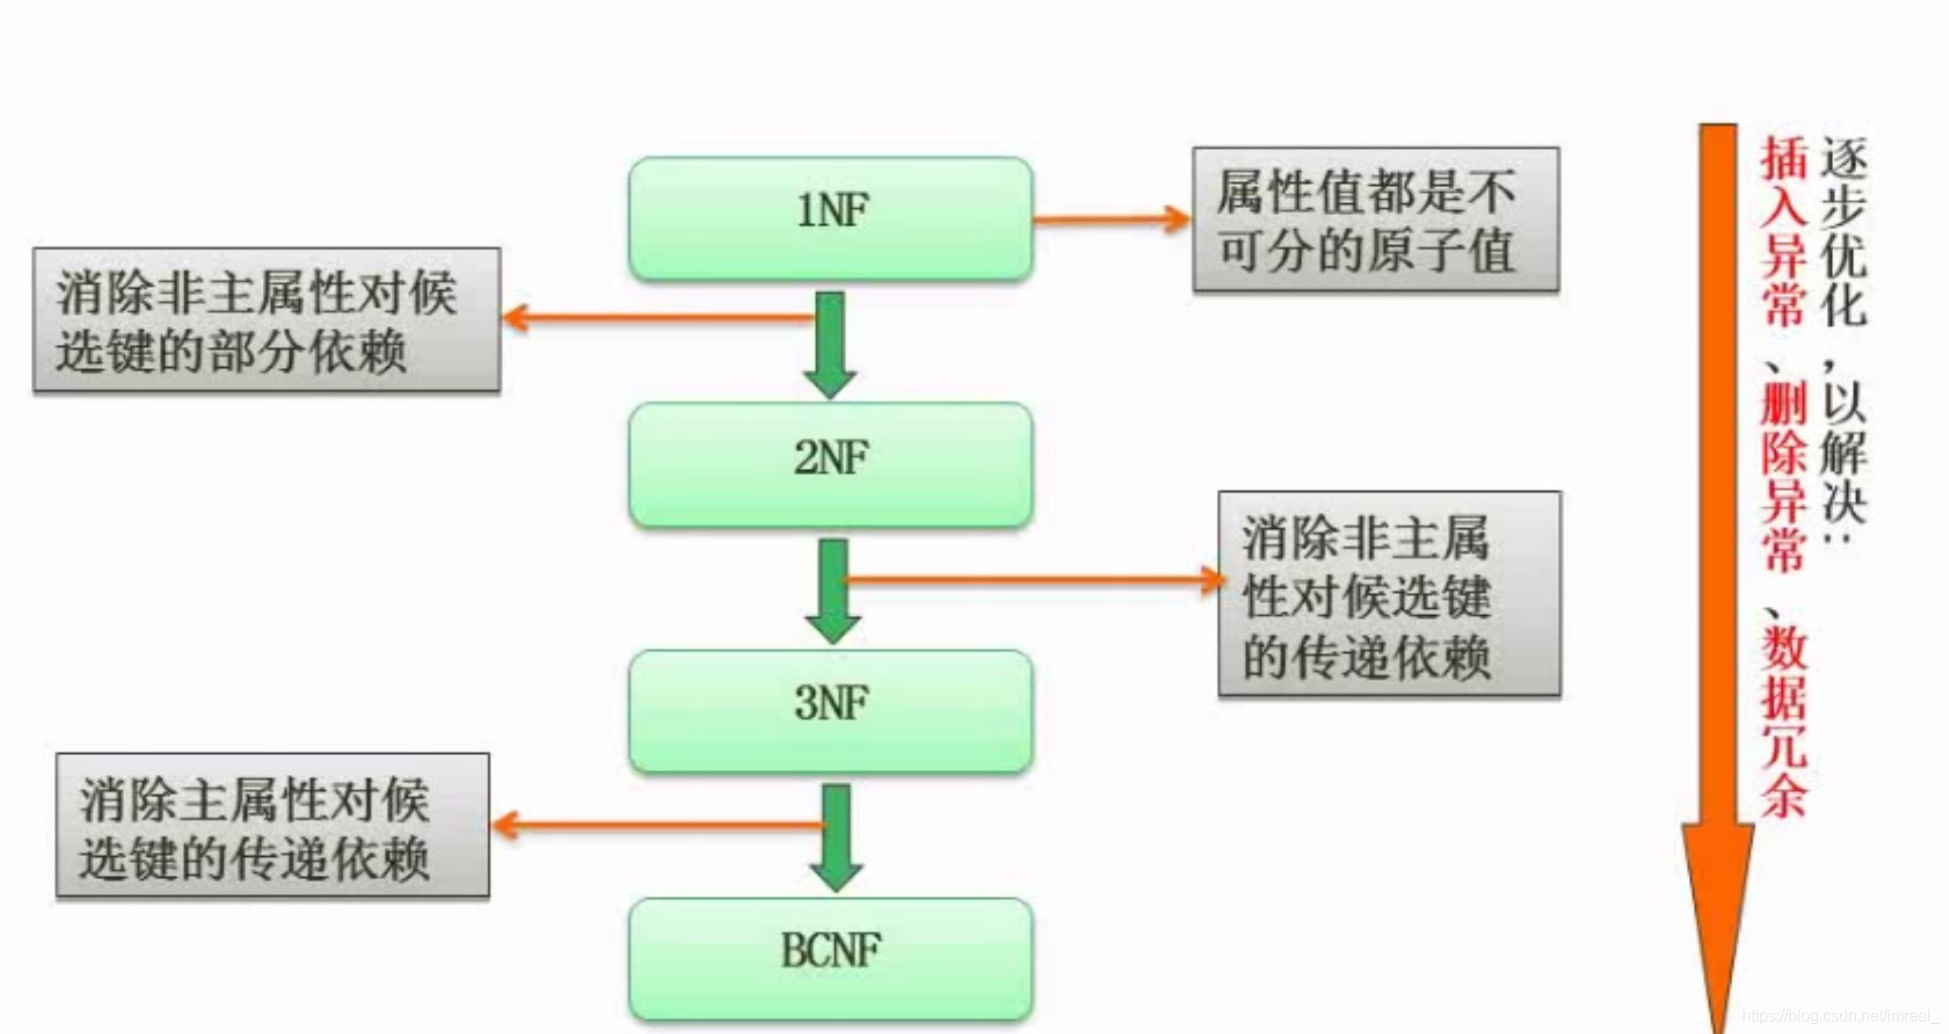 1NF
属性值都是不
可分的原子值
消除非主属性对候
选键的部分依赖
2NF
消除非主属
性对候选键
的传递依赖
3NF
消除主属性对候
选键的传递依赖
BCNF
逐步优化,以解决:
插入异常、删除异常、数据冗余
https://blog.csdn.net/imreal_